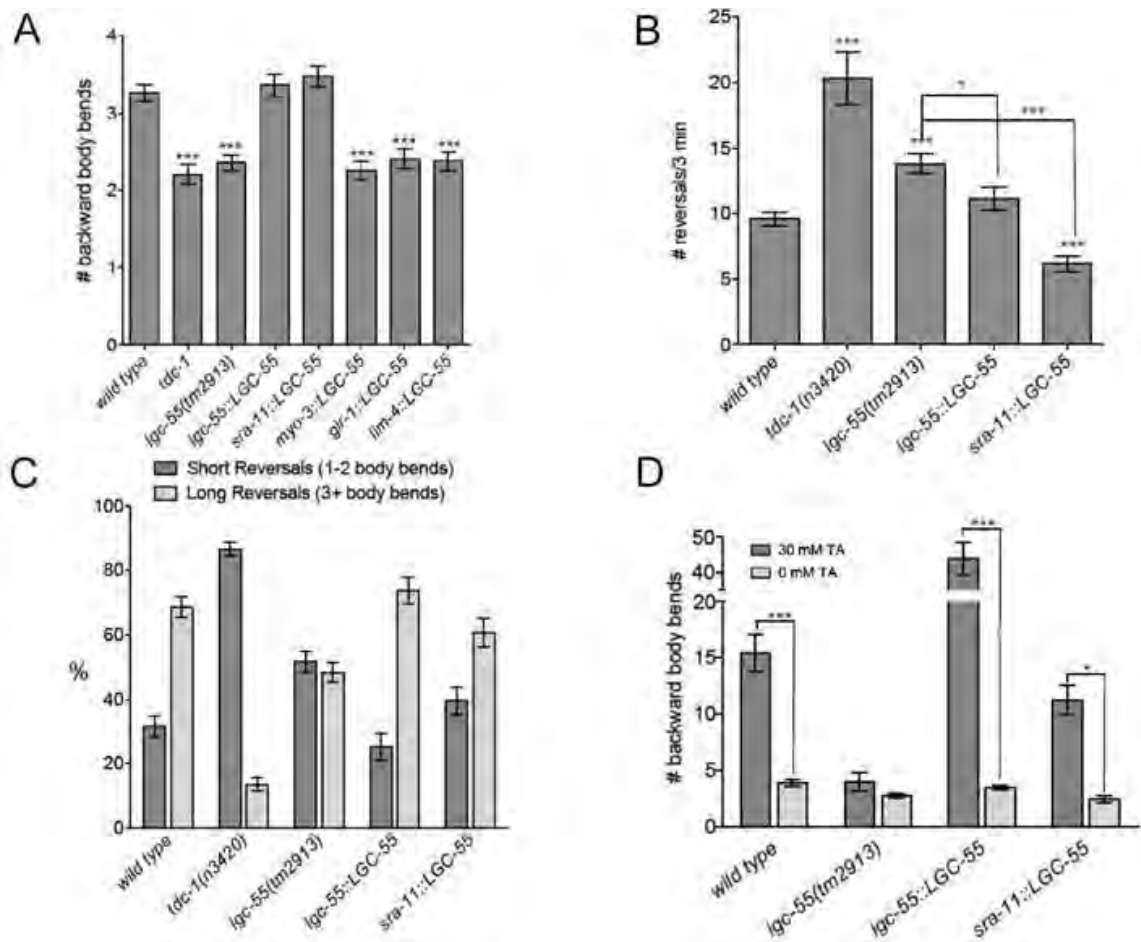 A
# backward body bends
4
3
2
1
0
***
***
***
***
***
wild type
tdc-1
lgc-55(tm2913)
lgc-55::LGC-55
sra-11::LGC-55
myo-3::LGC-55
glr-1::LGC-55
lim-4::LGC-55
B
# reversals/3 min
25
20
15
10
5
0
***
***
*
***
***
wild type
tdc-1(n3420)
lgc-55(tm2913)
lgc-55::LGC-55
sra-11::LGC-55
C
Short Reversals (1-2 body bends)
Long Reversals (3+ body bends)
%
100
80
60
40
20
0
wild type
tdc-1(n3420)
lgc-55(tm2913)
lgc-55::LGC-55
sra-11::LGC-55
D
30 mM TA
0 mM TA
# backward body bends
50
40
20
15
10
5
0
***
***
*
wild type
lgc-55(tm2913)
lgc-55::LGC-55
sra-11::LGC-55